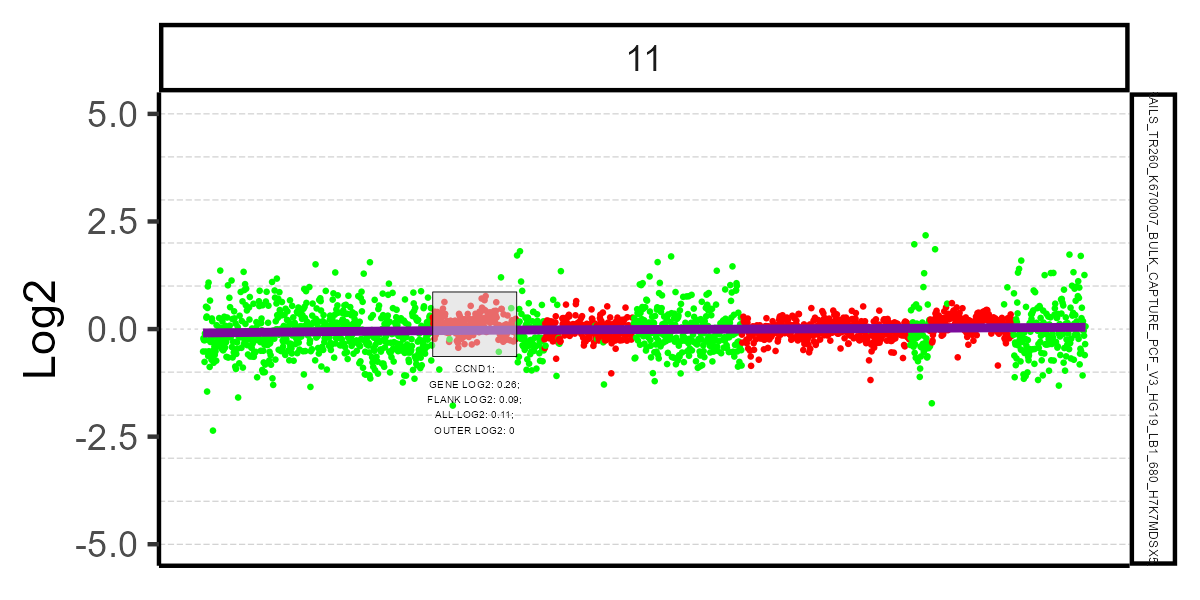 11
5.0
2.5
0.0
-2.5
-5.0
Log2
CCND1;
GENE LOG2: 0.26;
FLANK LOG2: 0.09;
ALL LOG2: 0.11;
OUTER LOG2: 0
AILS_TR260_K670007_BULK_CAPTURE_PCF_V3_HG19_LB1_680_H7K7MDSX5